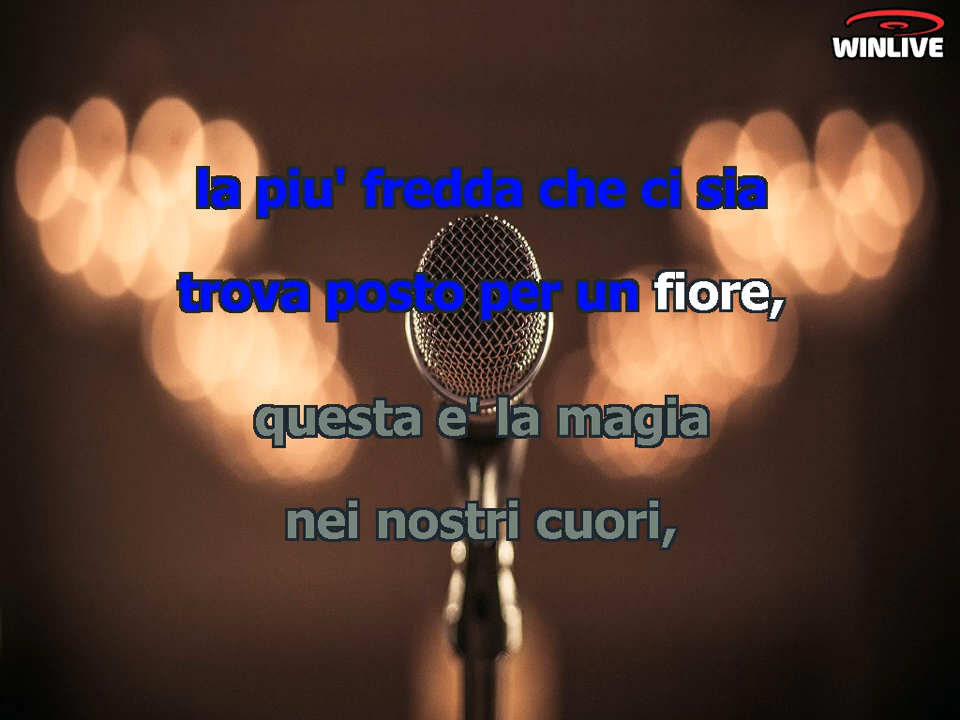 WINLIVE
la piu' fredda che ci sia
trova posto per un fiore,
questa e' la magia
nei nostri cuori,